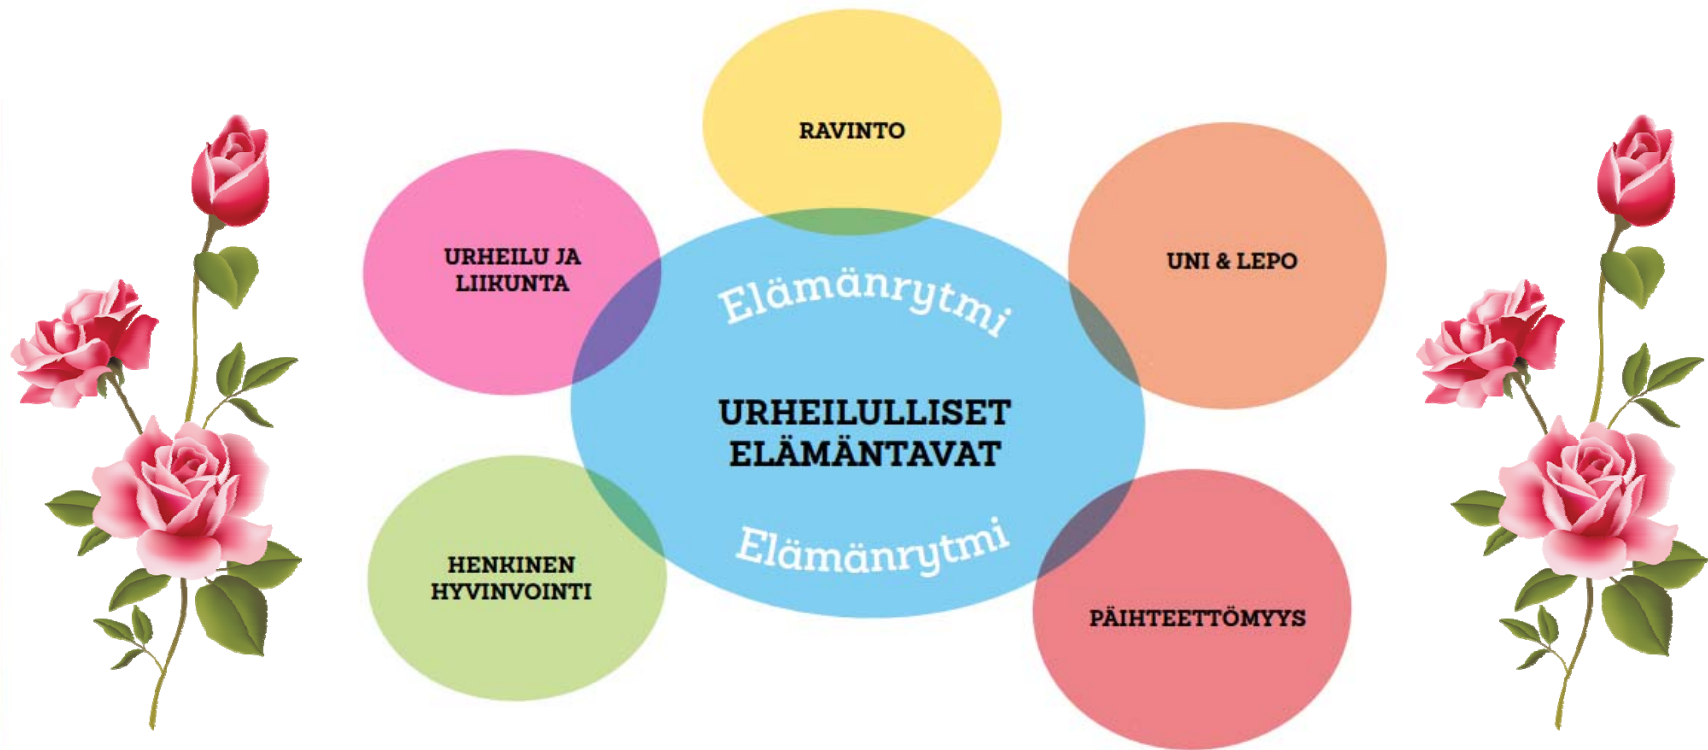 RAVINTO
URHEILU JA
LIIKUNTA
UNI & LEPO
Elämänrytmi
URHEILULLISET
ELÄMÄNTAVAT
Elämänrytmi
HENKINEN
HYVINVOINTI
PÄIHTEETTÖMYYS